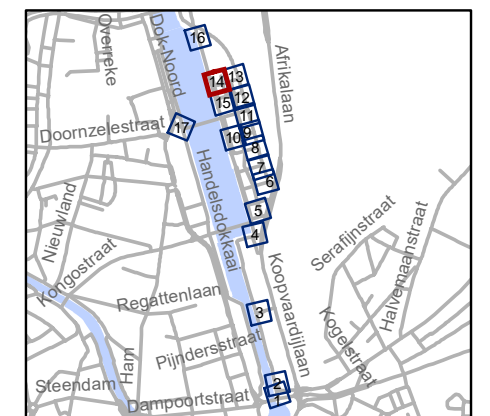 Overreke
Dok-Noord
16
Afrikalaan
14
13
15
12
11
Doornzelestraat
17
10
9
8
7
6
Handelsdokkaai
Nieuwland
5
4
Serafijnstraat
Halvemaanstraat
Kongostraat
Koopvaardijlaan
Regattenlaan
3
Kogelstraat
Pijndersstraat
Ham
Steendam
2
1
Dampoortstraat